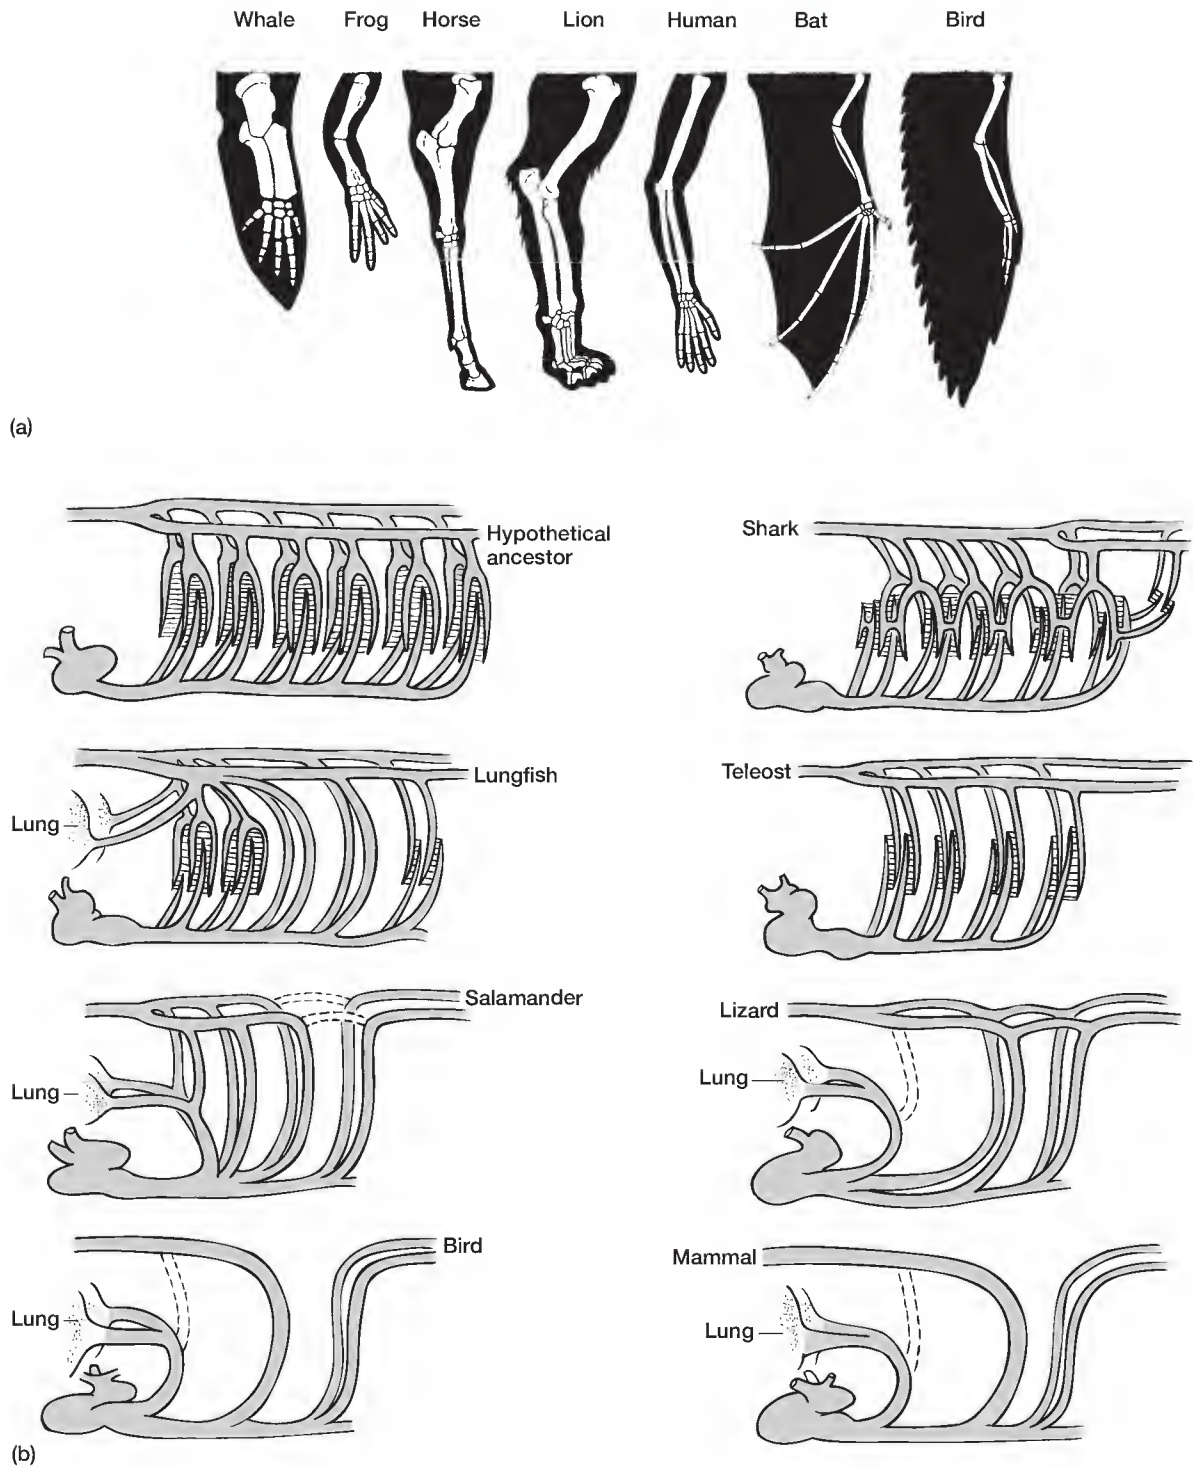 Whale Frog Horse Lion Human Bat Bird
(a)
Hypothetical
ancestor
Shark
Lungfish
Lung
Teleost
Salamander
Lung
Lizard
Lung
Bird
Lung
Mammal
Lung
(b)